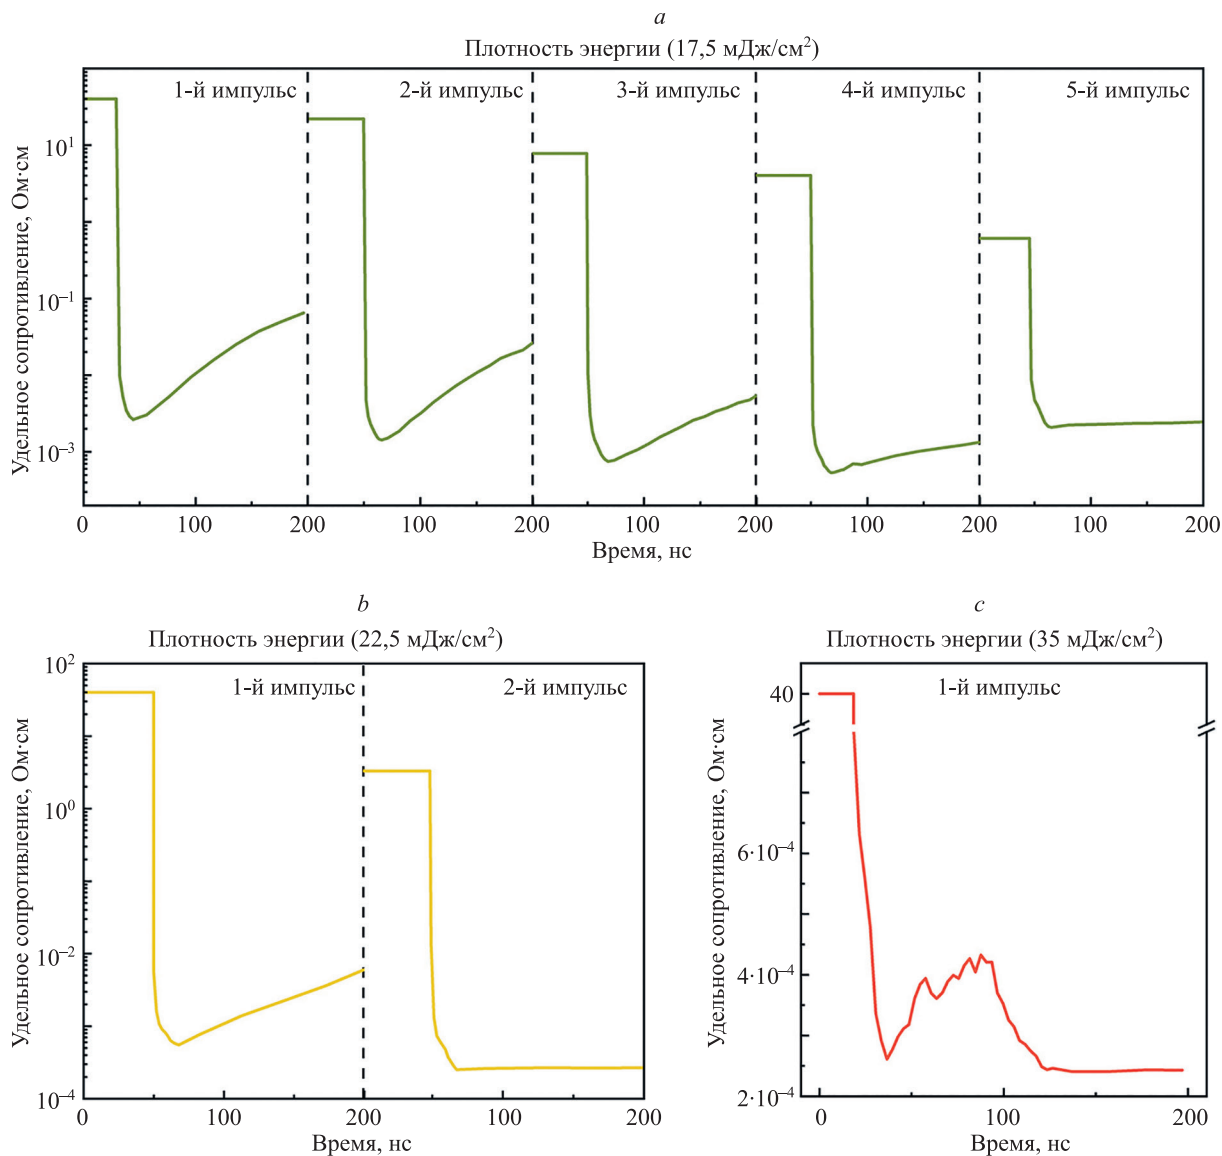 a
Плотность энергии (17,5 мДж/см²)
1-й импульс
2-й импульс
3-й импульс
4-й импульс
5-й импульс
Удельное сопротивление, Ом·см
10¹
10⁻¹
10⁻³
0 100 200 100 200 100 200 100 200 100 200
Время, нс
b
Плотность энергии (22,5 мДж/см²)
1-й импульс
2-й импульс
Удельное сопротивление, Ом·см
10²
10⁰
10⁻²
10⁻⁴
0 100 200 100 200
Время, нс
c
Плотность энергии (35 мДж/см²)
1-й импульс
Удельное сопротивление, Ом·см
40
6·10⁻⁴
4·10⁻⁴
2·10⁻⁴
0 100 200
Время, нс